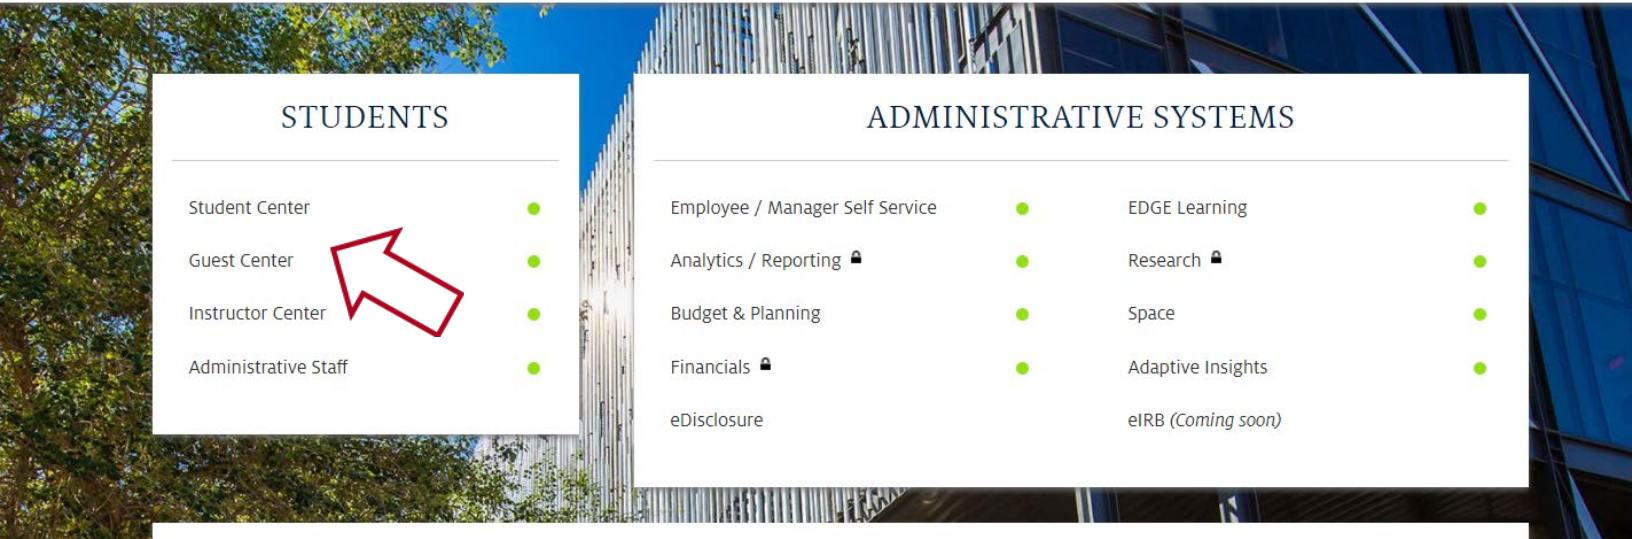 STUDENTS
Student Center
Guest Center
Instructor Center
Administrative Staff
ADMINISTRATIVE SYSTEMS
Employee / Manager Self Service
Analytics / Reporting
Budget & Planning
Financials
eDisclosure
EDGE Learning
Research
Space
Adaptive Insights
eIRB (Coming soon)